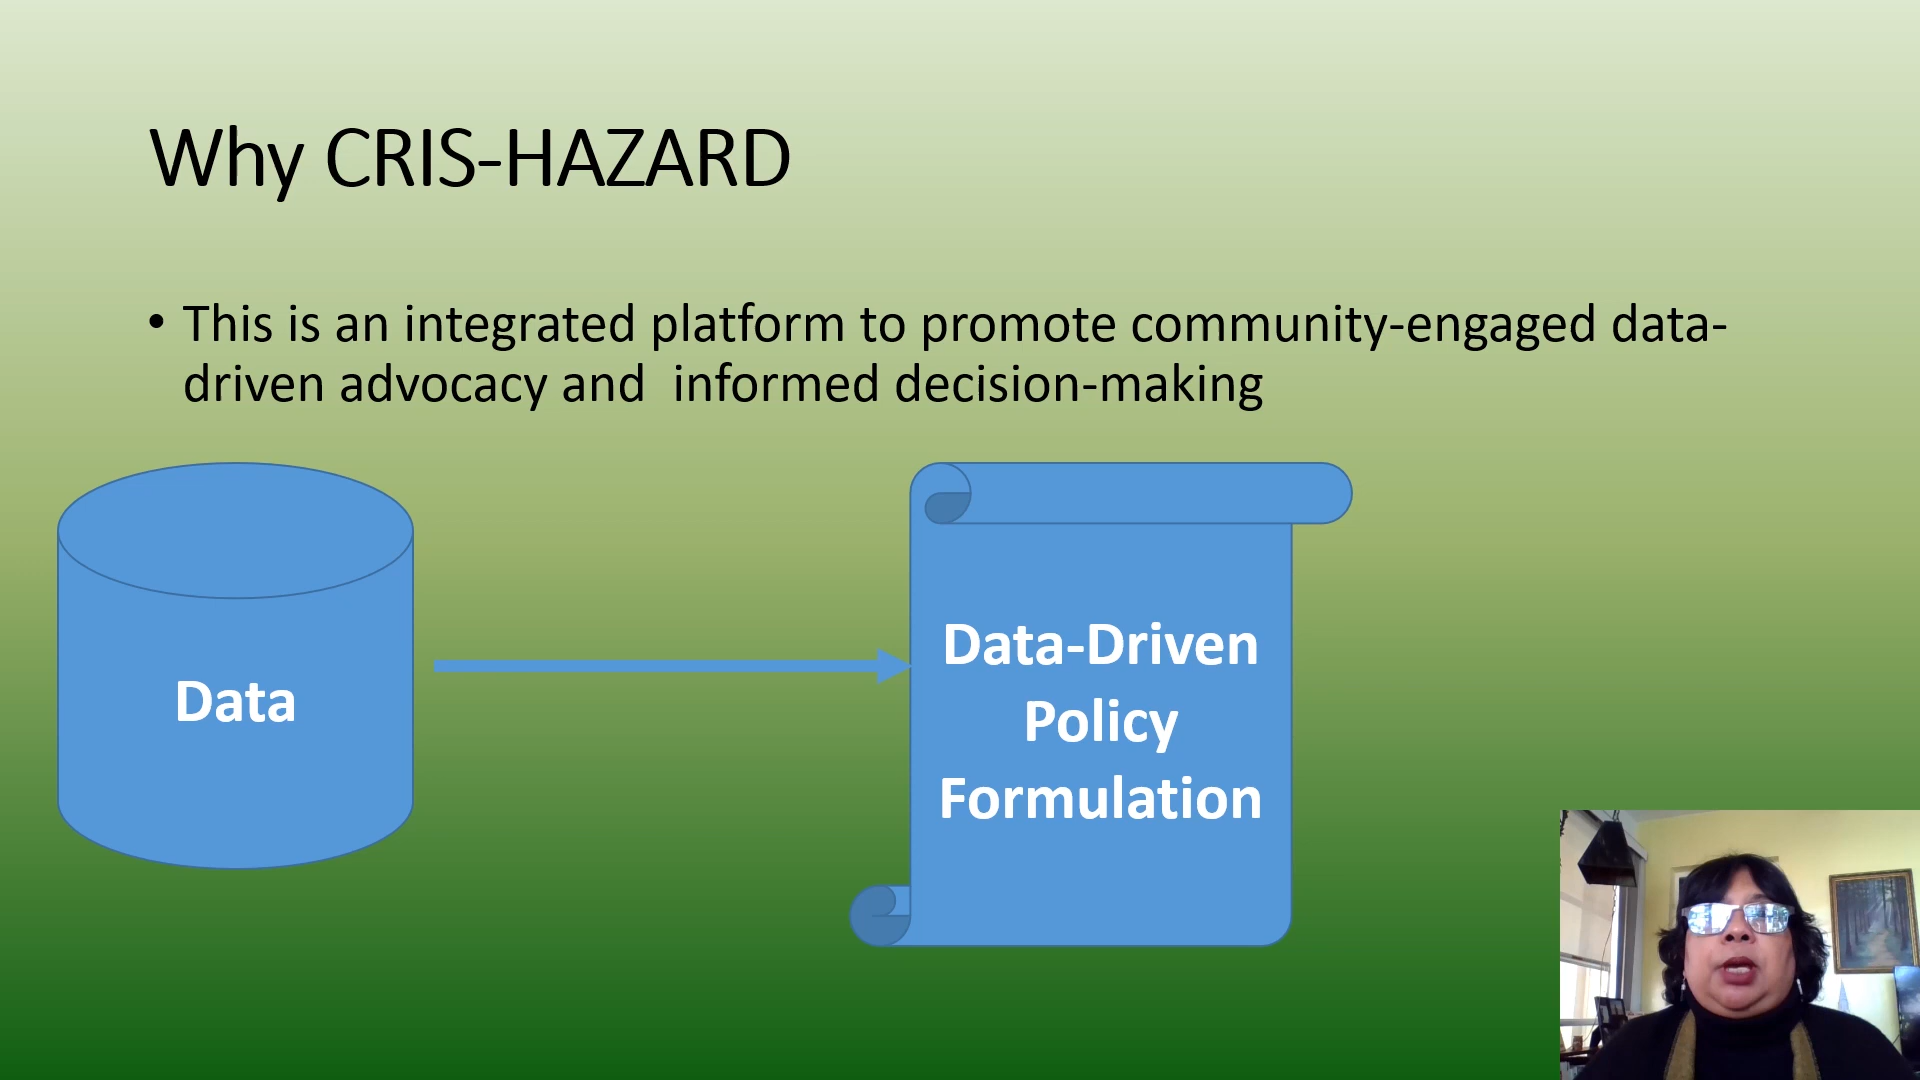 Why CRIS-HAZARD
• This is an integrated platform to promote community-engaged data-
driven advocacy and  informed decision-making
Data
Data-Driven
Policy
Formulation